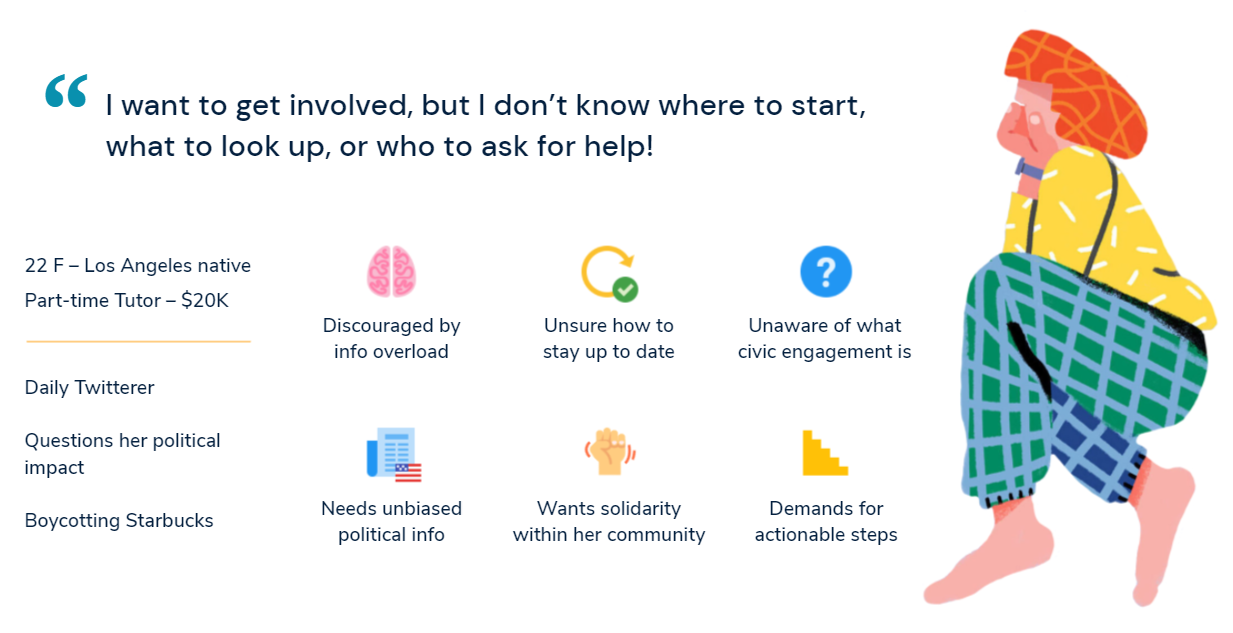 “ I want to get involved, but I don’t know where to start,
what to look up, or who to ask for help!
22 F – Los Angeles native
Part-time Tutor – $20K
Daily Twitterer
Questions her political
impact
Boycotting Starbucks
Discouraged by
info overload
Unsure how to
stay up to date
?
Unaware of what
civic engagement is
Needs unbiased
political info
Wants solidarity
within her community
Demands for
actionable steps